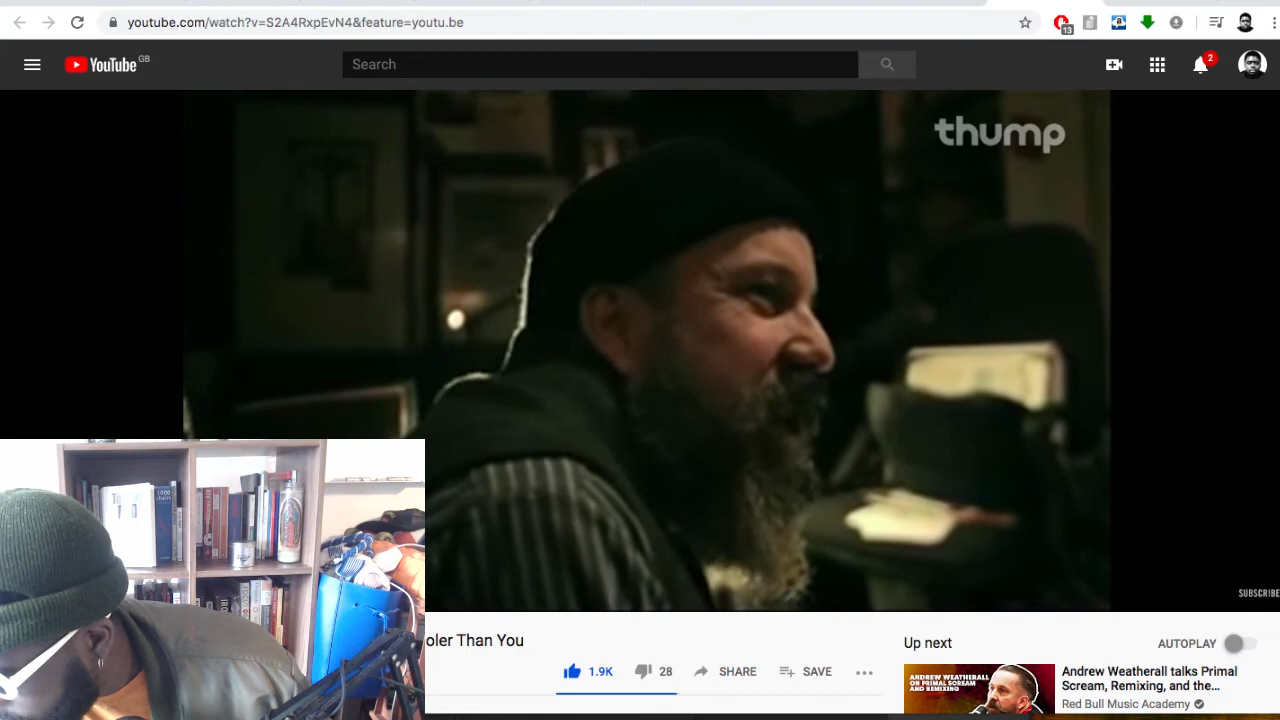 youtube.com/watch?v=S2A4RxpEvN4&feature=youtu.be
13
YouTube GB
Search
2
thump
SUBSCRIBE
oler Than You
1.9K 28 SHARE SAVE
Up next AUTOPLAY
ANDREW WEATHERALL
ON PRIMAL SCREAM
AND REMIXING
Andrew Weatherall talks Primal
Scream, Remixing, and the...
Red Bull Music Academy